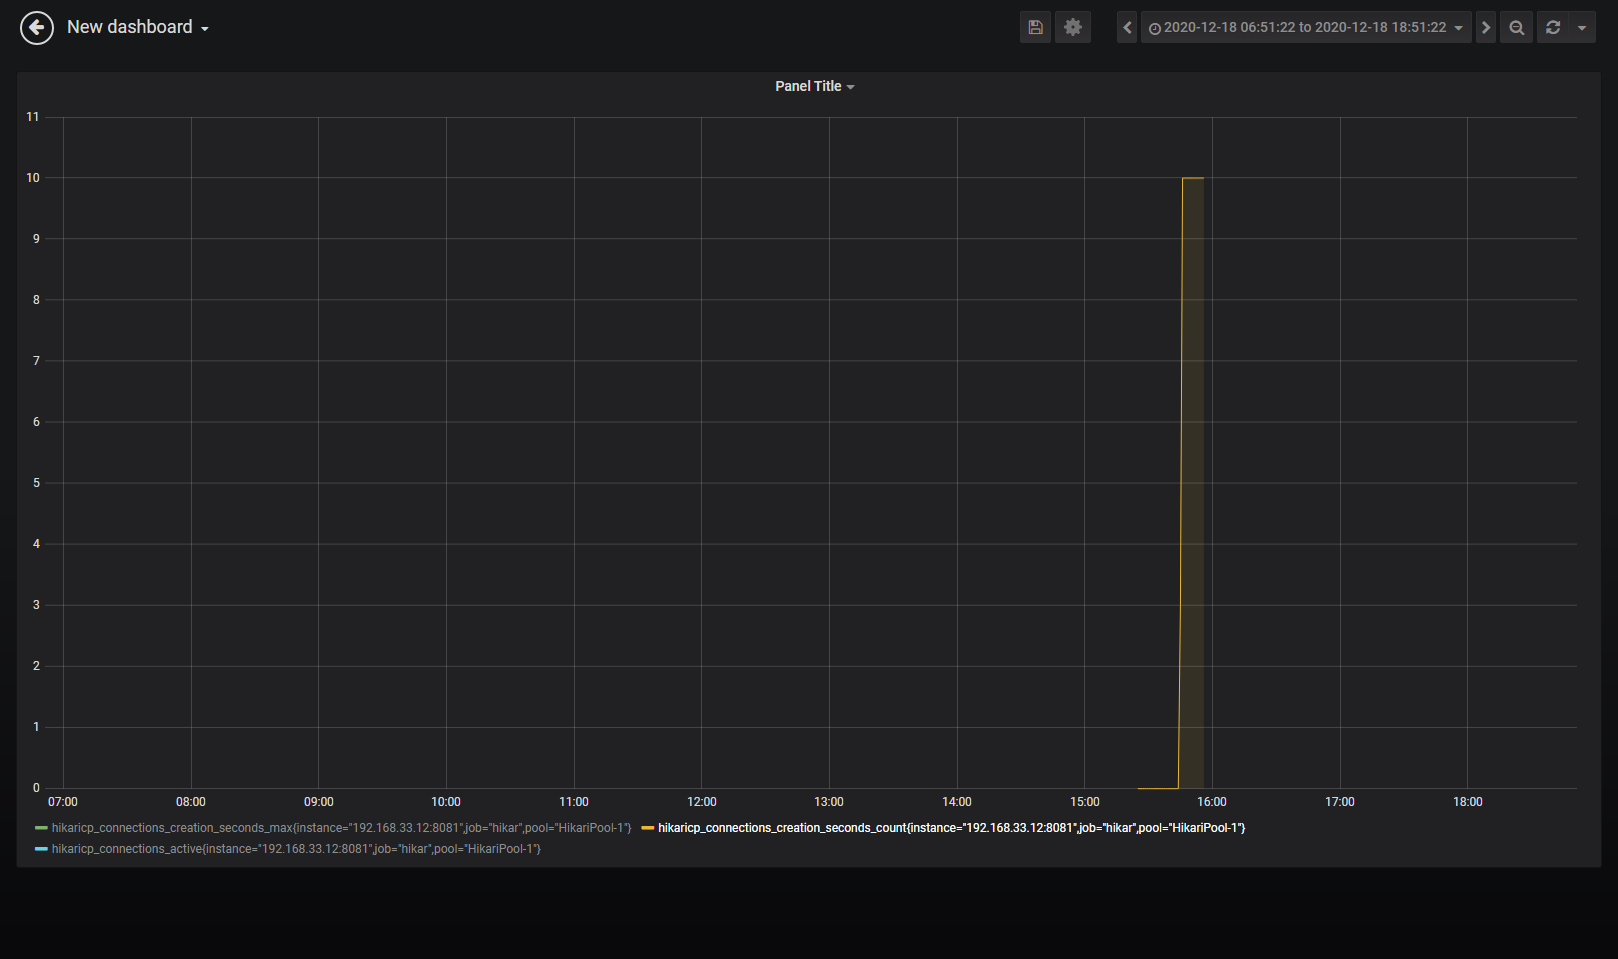 New dashboard
2020-12-18 06:51:22 to 2020-12-18 18:51:22
Panel Title
11
10
9
8
7
6
5
4
3
2
1
0
07:00 08:00 09:00 10:00 11:00 12:00 13:00 14:00 15:00 16:00 17:00 18:00
hikaricp_connections_creation_seconds_max{instance="192.168.33.12:8081",job="hikar",pool="HikariPool-1"} hikaricp_connections_creation_seconds_count{instance="192.168.33.12:8081",job="hikar",pool="HikariPool-1"}
hikaricp_connections_active{instance="192.168.33.12:8081",job="hikar",pool="HikariPool-1"}